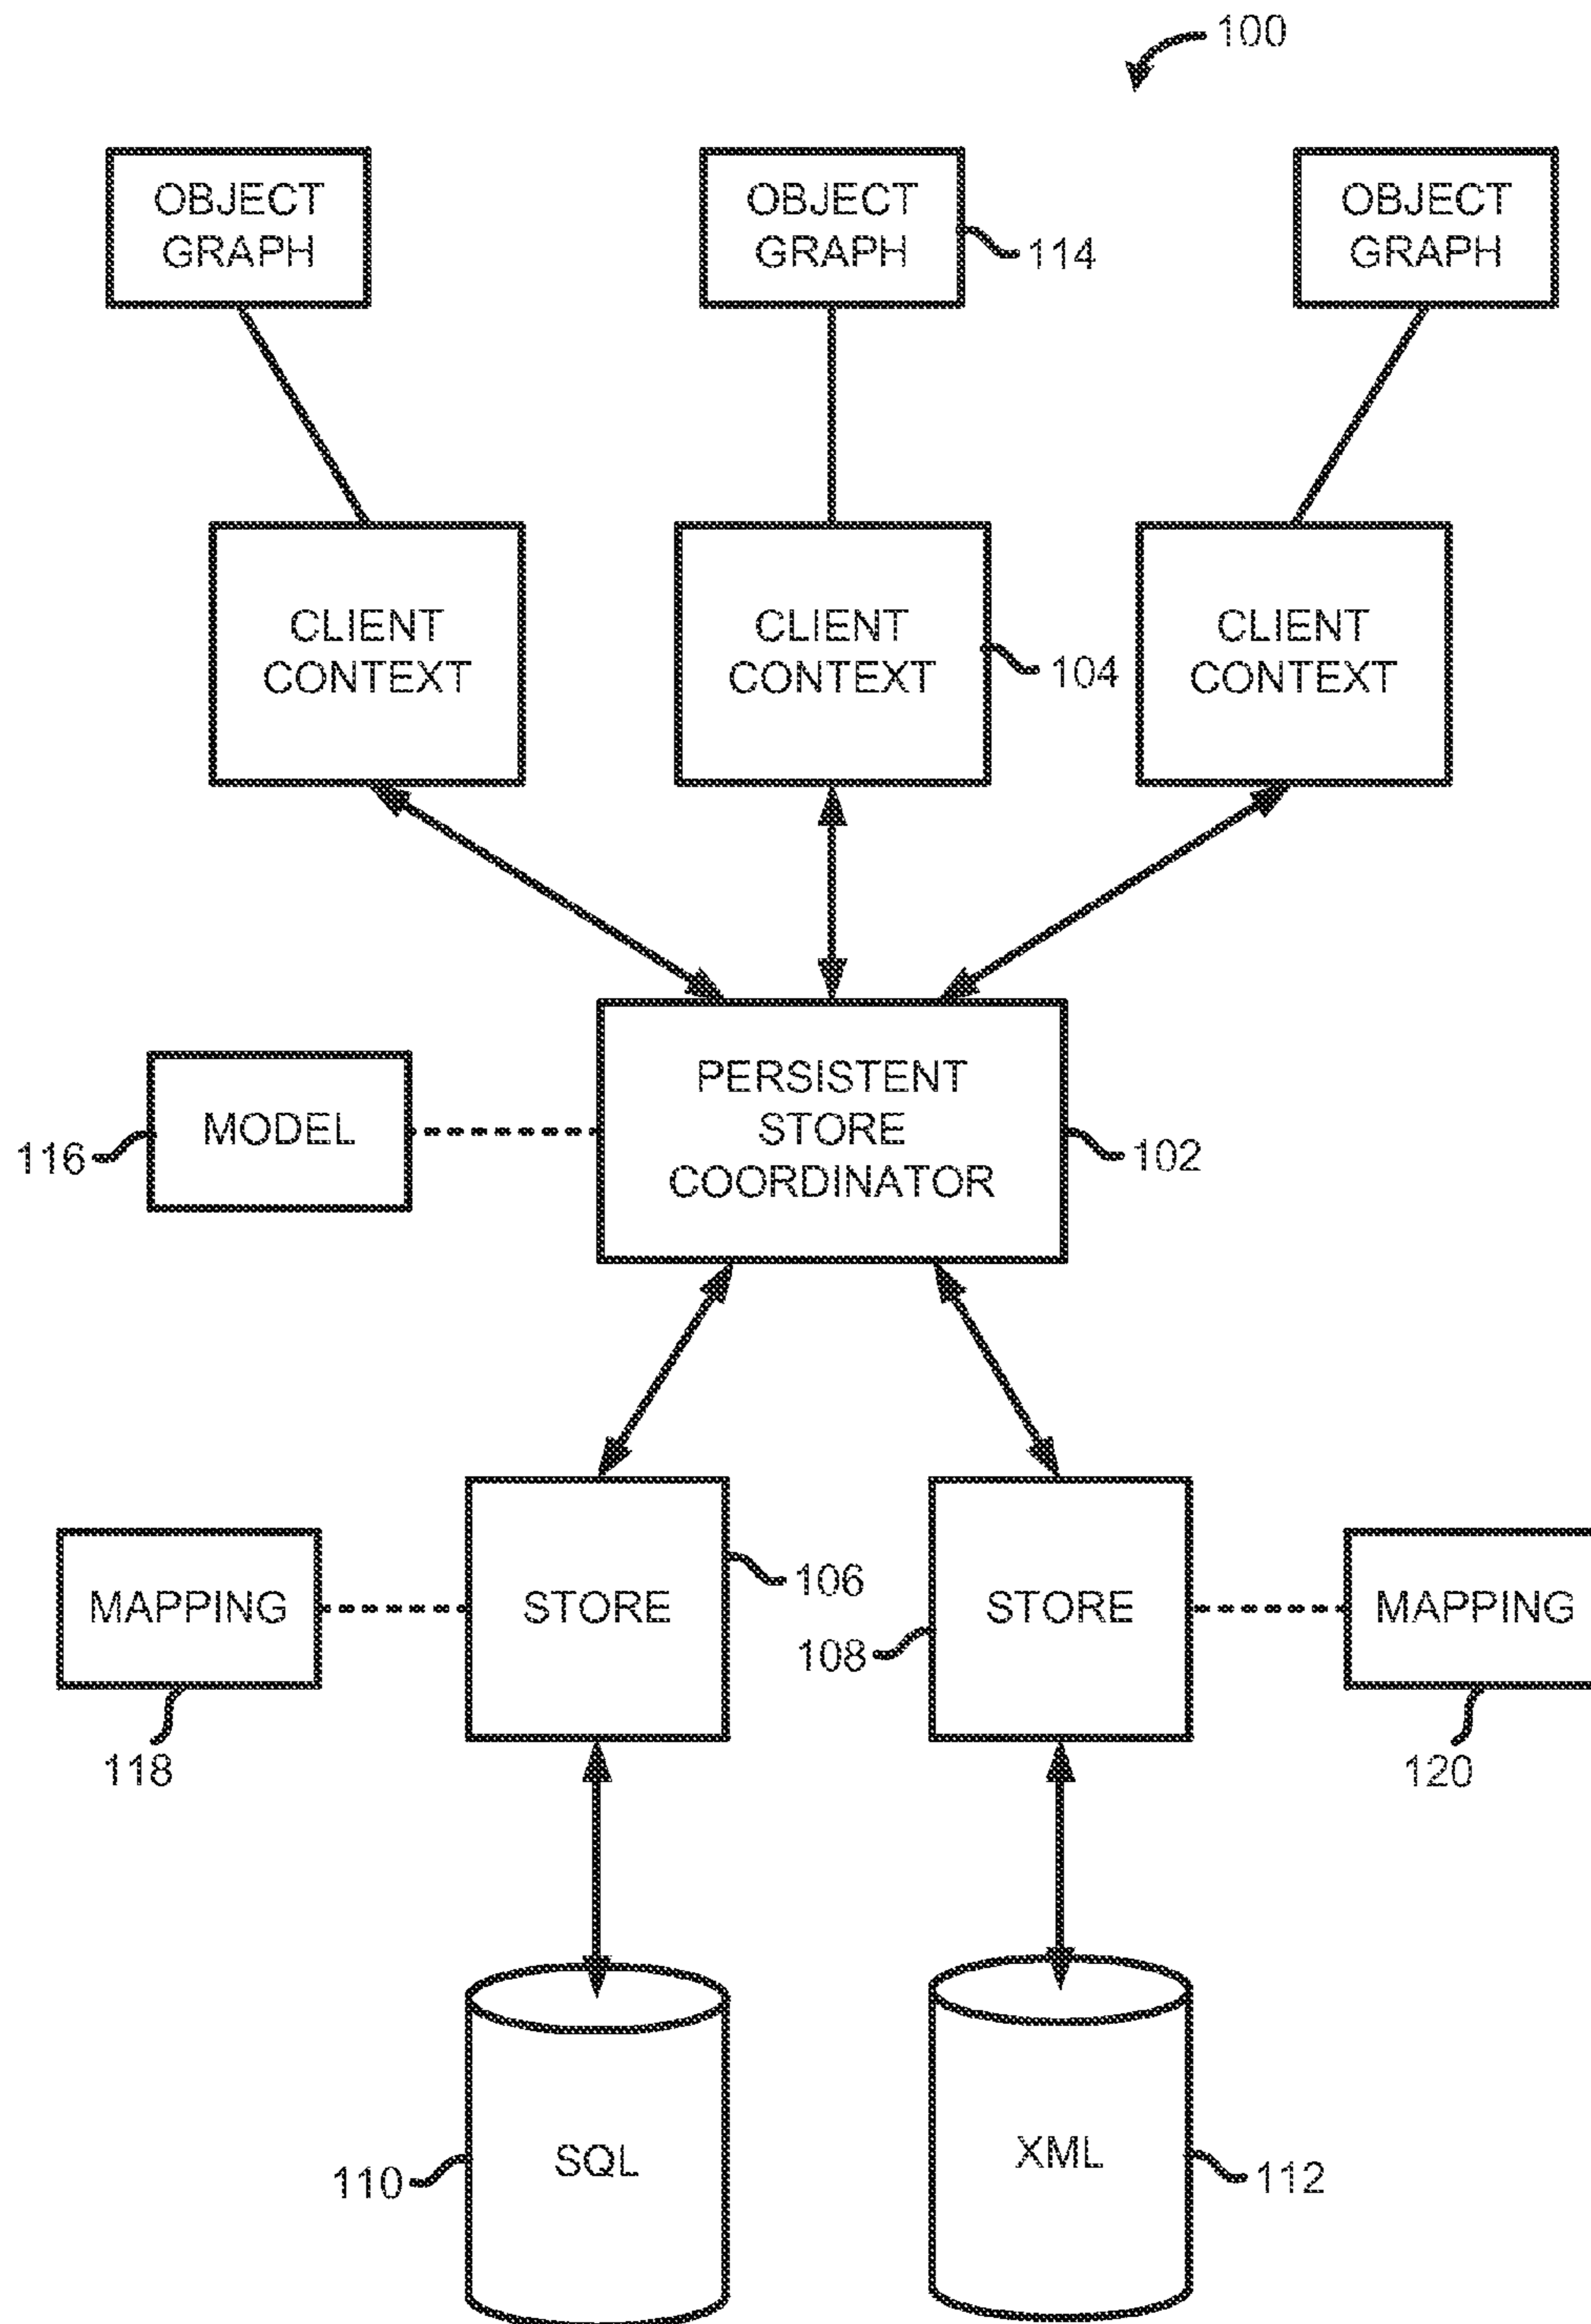 100
OBJECT
GRAPH
OBJECT
GRAPH
114
OBJECT
GRAPH
CLIENT
CONTEXT
CLIENT
CONTEXT
104
CLIENT
CONTEXT
116
MODEL
PERSISTENT
STORE
COORDINATOR
102
MAPPING
118
STORE
106
STORE
108
MAPPING
120
SQL
110
XML
112